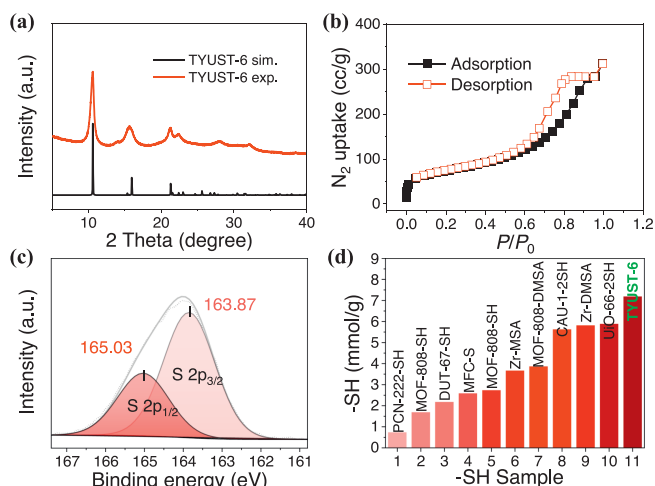 (a)
TYUST-6 sim.
TYUST-6 exp.
Intensity (a.u.)
10
20
30
40
2 Theta (degree)
(b)
Adsorption
Desorption
N2 uptake (cc/g)
400
300
200
100
0
0.0
0.2
0.4
0.6
0.8
1.0
1.2
P/P0
(c)
163.87
165.03
S 2p3/2
S 2p1/2
Intensity (a.u.)
167
166
165
164
163
162
161
Binding energy (eV)
(d)
-SH (mmol/g)
9
8
7
6
5
4
3
2
1
0
PCN-222-SH
MOF-808-SH
DUT-67-SH
MFC-S
MOF-808-SH
Zr-MSA
MOF-808-DMSA
CAU-1-2SH
Zr-DMSA
UiO-66-2SH
TYUST-6
1
2
3
4
5
6
7
8
9
10
11
-SH Sample